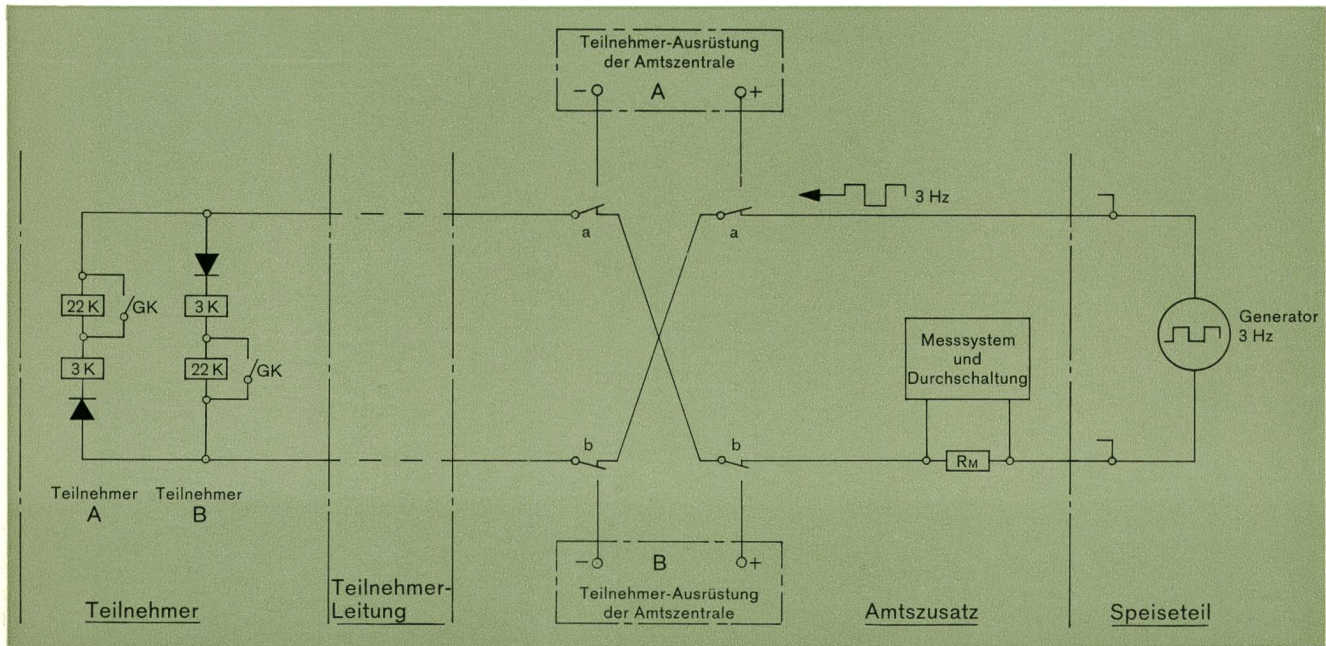 Teilnehmer-Ausrüstung
der Amtszentrale
− A +
3 Hz
a
a
22 K
GK
3 K
3 K
22 K
GK
Generator
3 Hz
Messsystem
und
Durchschaltung
b
b
RM
Teilnehmer
A
Teilnehmer
B
− B +
Teilnehmer-Ausrüstung
der Amtszentrale
Teilnehmer
Teilnehmer-
Leitung
Amtszusatz
Speiseteil